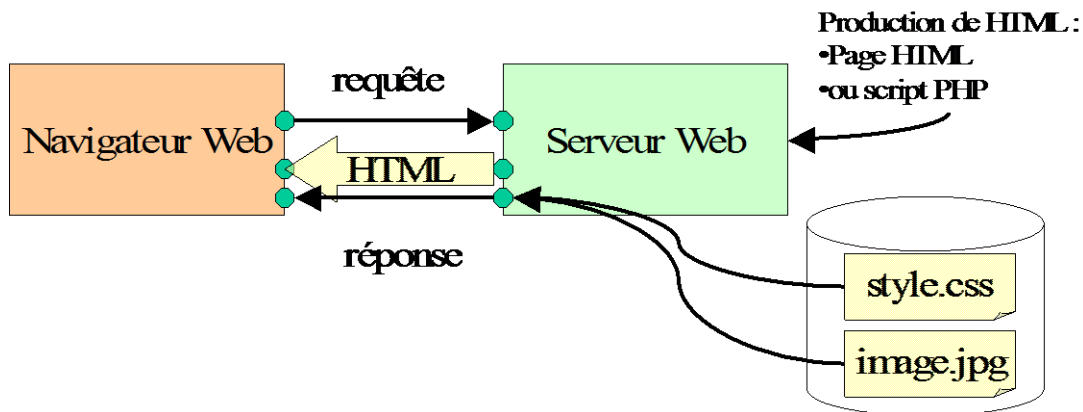 Production de HTML :
•Page HTML
•ou script PHP
requête
Navigateur Web
Serveur Web
HTML
réponse
style.css
image.jpg